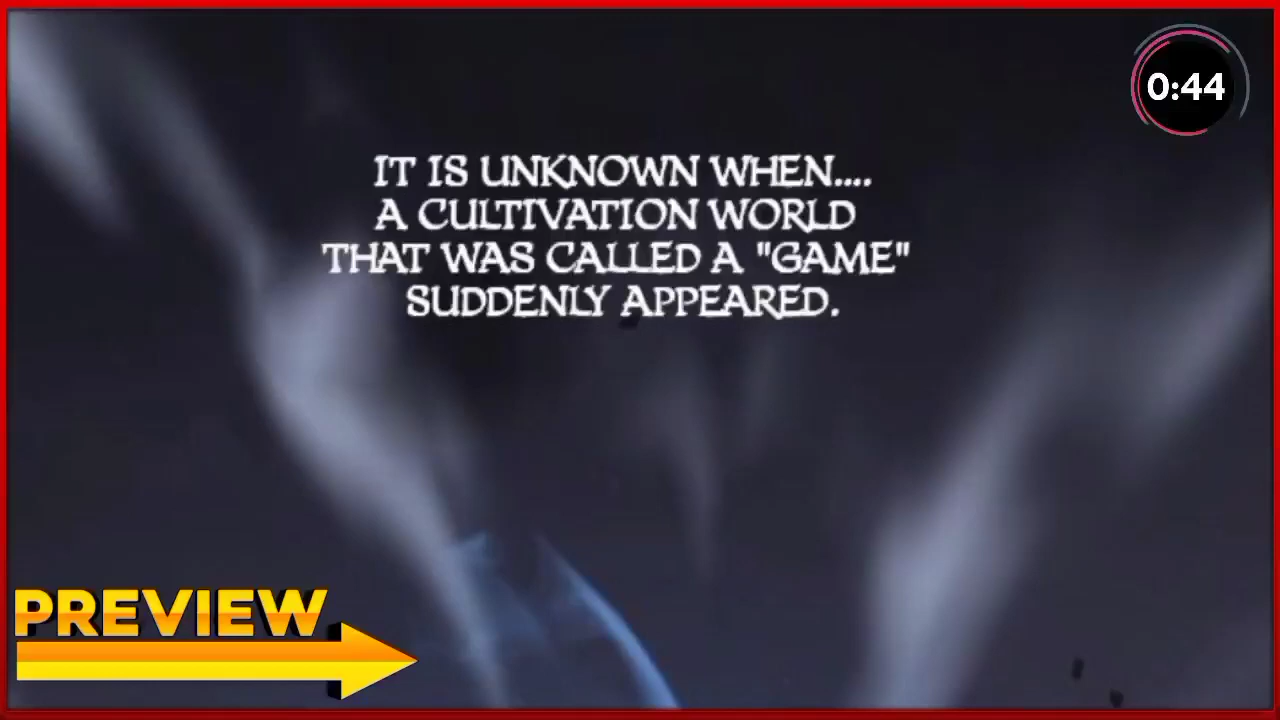 0:44
IT IS UNKNOWN WHEN....
A CULTIVATION WORLD
THAT WAS CALLED A "GAME"
SUDDENLY APPEARED.
PREVIEW